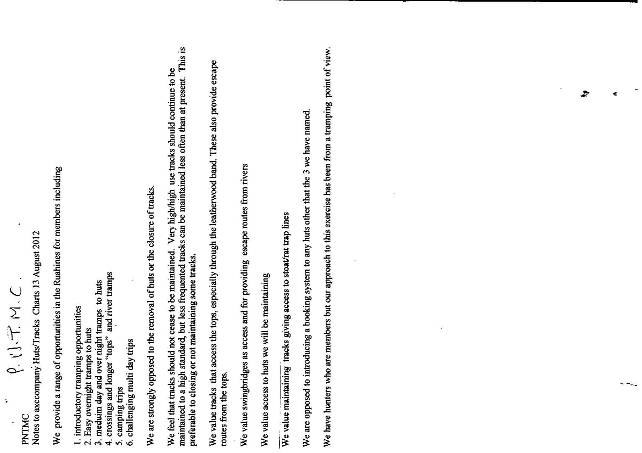 P.N.T.M.C.
PNTMC
Notes to asccompany Huts/Tracks Charts 13 August 2012
We provide a range of opportunities in the Ruahines for members including
1. introductory tramping opportunities
2. Easy overnight tramps to huts
3. meduim day and over night tramps to huts
4. crossings and longer "tops" and river tramps
5. camping trips
6. challenging multi day trips
We are strongly opposed to the removal of huts or the closure of tracks.
We feel that tracks should not cease to be maintained. Very high/high use tracks should continue to be
maintained to a high standard, but less frequented tracks can be maintained less often than at present. This is
preferable to closing or not maintaining some tracks.
We value tracks that access the tops, especially through the leatherwood band. These also provide escape
routes from the tops.
We value swingbridges as access and for providing escape routes from rivers
We value access to huts we will be maintaining
We value maintaining tracks giving access to stoat/rat trap lines
We are opposed to introducing a booking system to any huts other that the 3 we have named.
We have hunters who are members but our approach to this exercise has been from a tramping point of view.